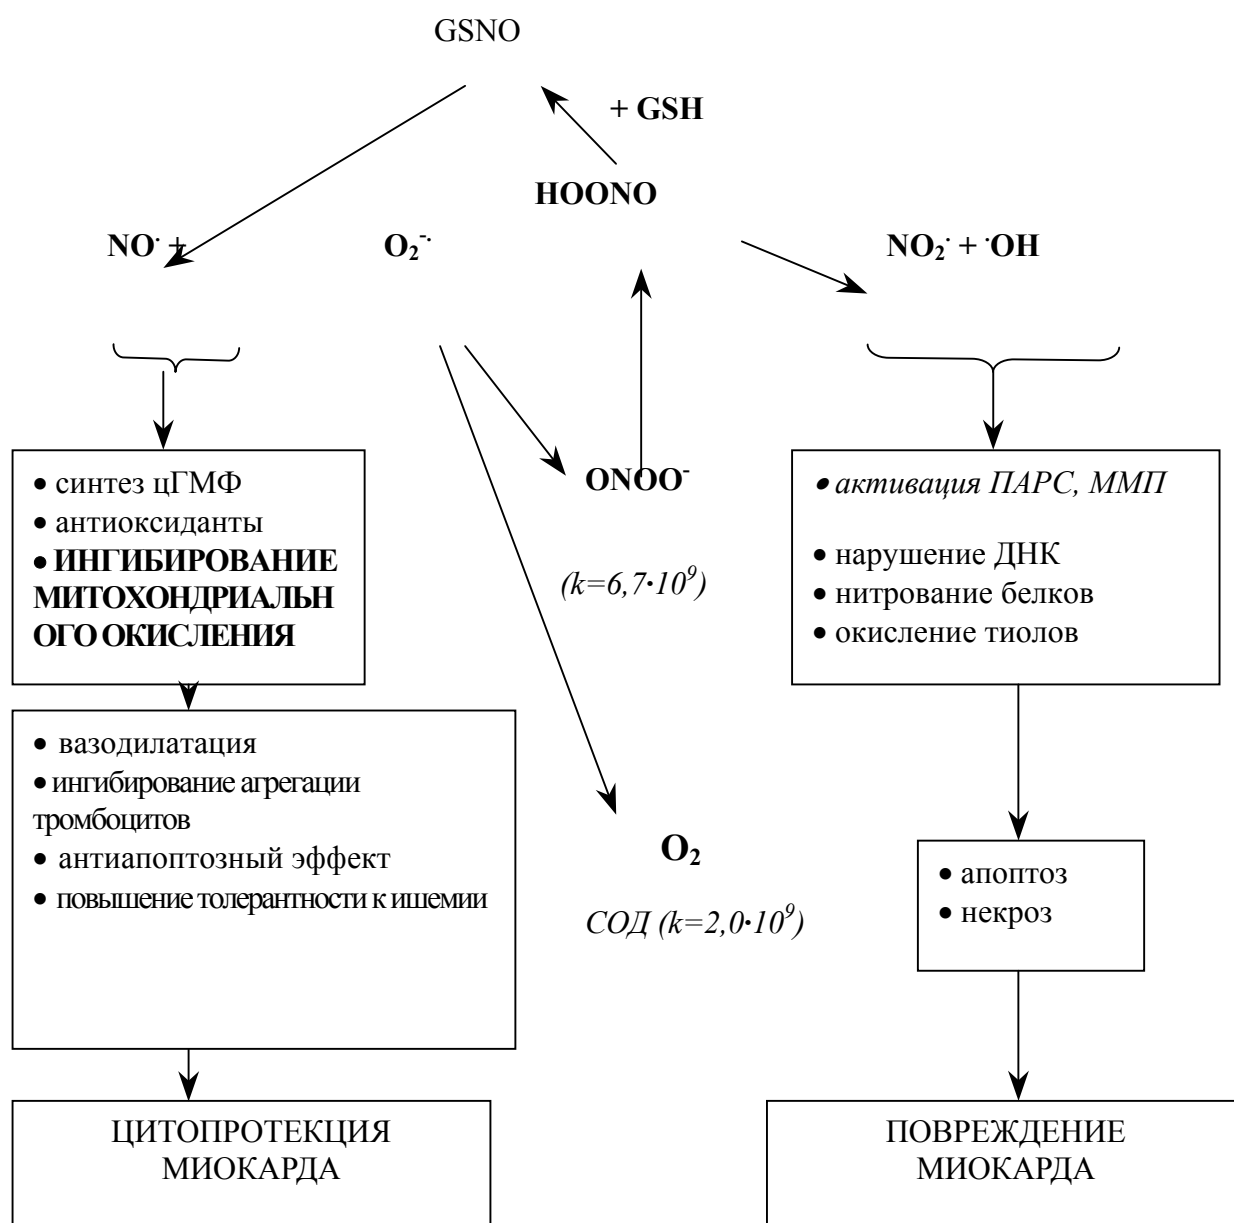 GSNO
+ GSH
HOONO
NO· +
O₂⁻·
NO₂· + ·OH
• синтез цГМФ
• антиоксиданты
• ИНГИБИРОВАНИЕ
МИТОХОНДРИАЛЬН
ОГО ОКИСЛЕНИЯ
ONOO⁻
(k=6,7·10⁹)
• активация ПАРС, ММП
• нарушение ДНК
• нитрование белков
• окисление тиолов
• вазодилатация
• ингибирование агрегации
тромбоцитов
• антиапоптозный эффект
• повышение толерантности к ишемии
O₂
СОД (k=2,0·10⁹)
• апоптоз
• некроз
ЦИТОПРОТЕКЦИЯ
МИОКАРДА
ПОВРЕЖДЕНИЕ
МИОКАРДА